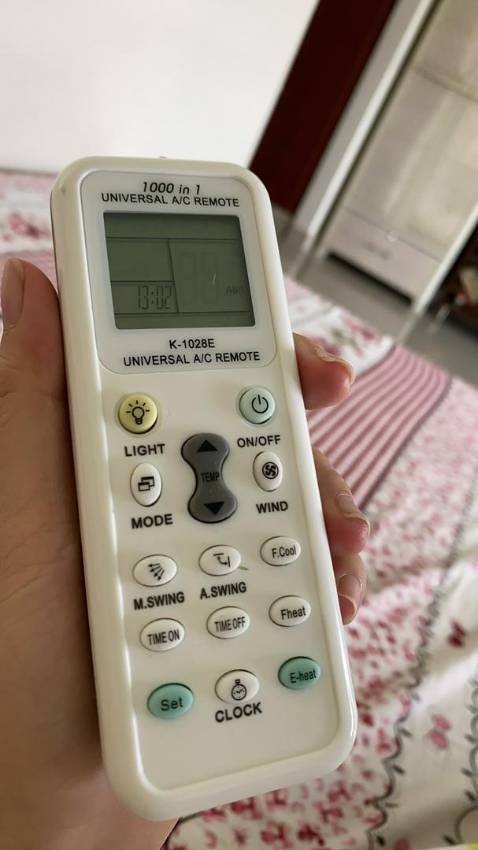 1000 in 1
UNIVERSAL A/C REMOTE
13:02
K-1028E
UNIVERSAL A/C REMOTE
LIGHT
ON/OFF
TEMP
MODE
WIND
F.Cool
M.SWING
A.SWING
Fheat
TIME ON
TIME OFF
E-heat
Set
CLOCK